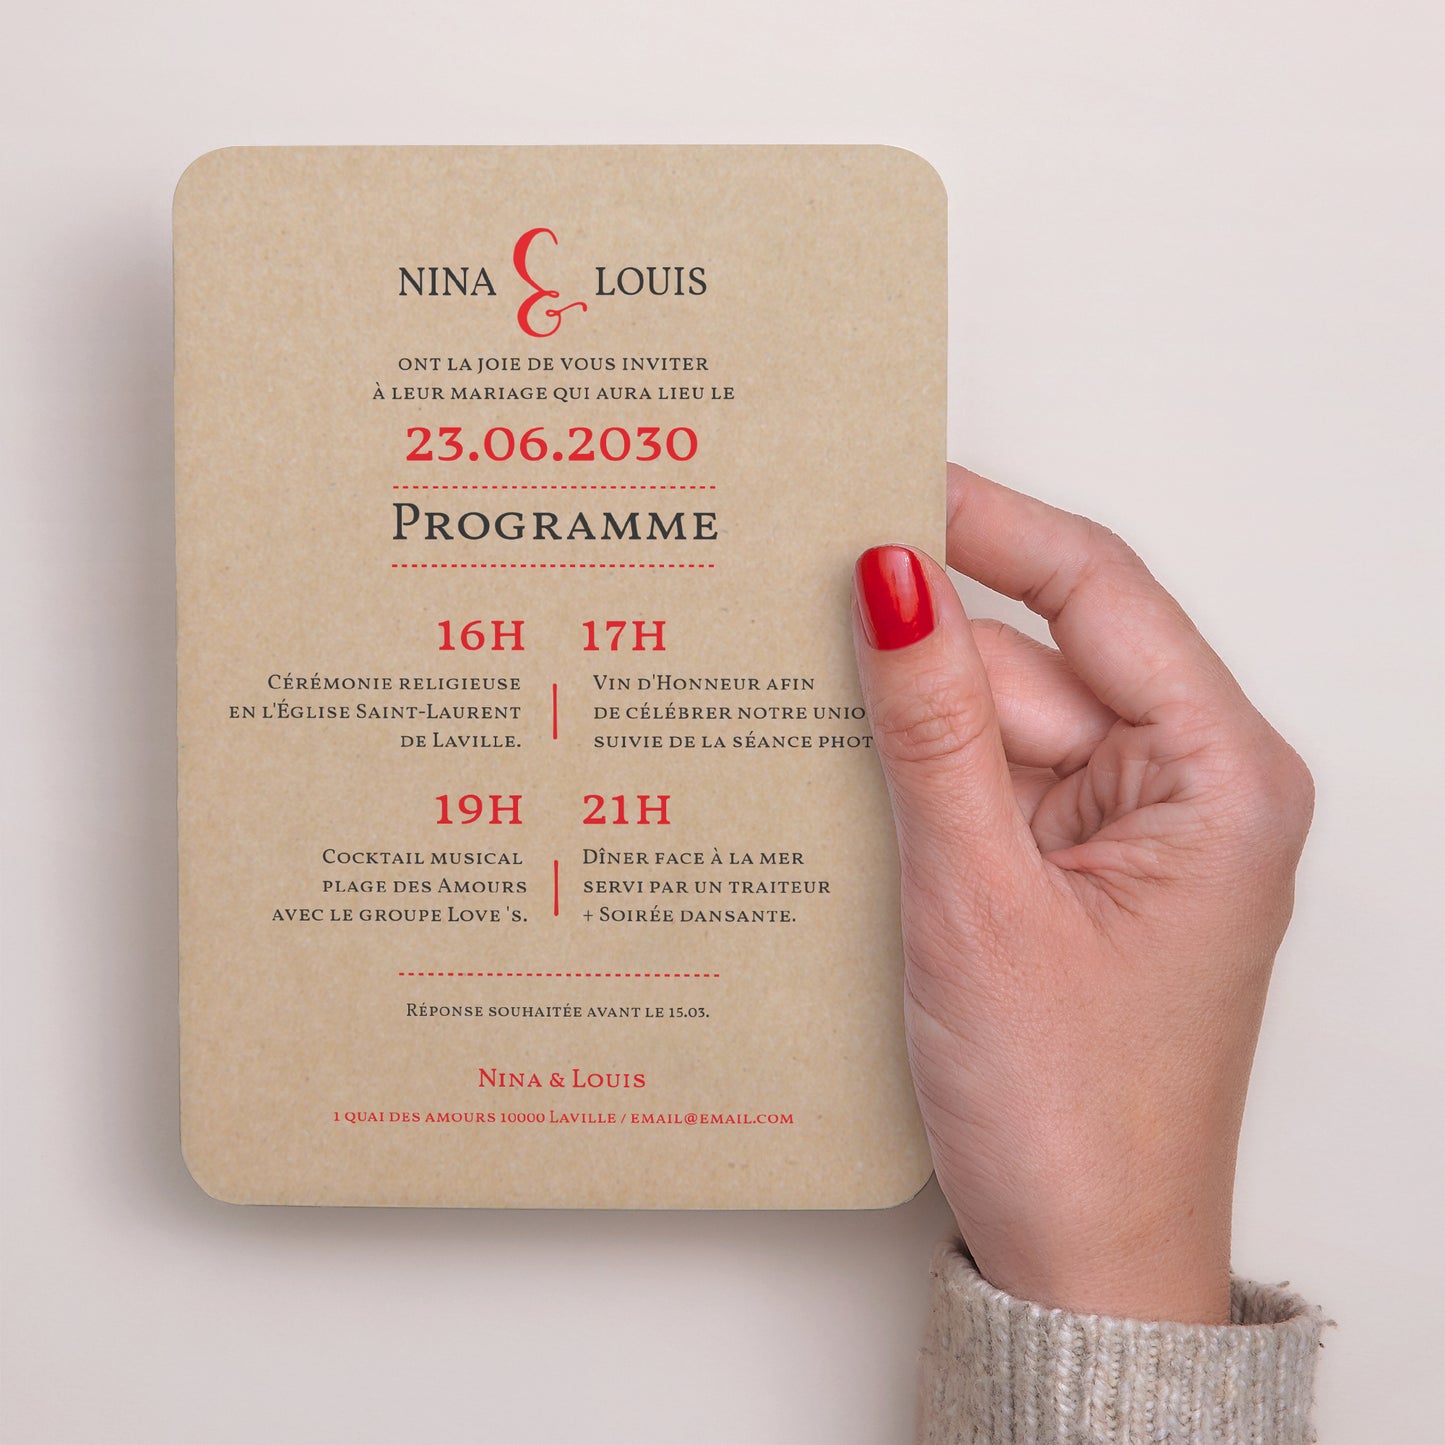 NINA & LOUIS
ONT LA JOIE DE VOUS INVITER
À LEUR MARIAGE QUI AURA LIEU LE
23.06.2030
PROGRAMME
16H
CÉRÉMONIE RELIGIEUSE
EN L'ÉGLISE SAINT-LAURENT
DE LAVILLE.
17H
VIN D'HONNEUR AFIN
DE CÉLÉBRER NOTRE
SUIVIE DE LA SÉANCE
19H
COCKTAIL MUSICAL
PLAGE DES AMOURS
AVEC LE GROUPE LOVE 'S.
21H
DÎNER FACE À LA MER
SERVI PAR UN TRAITEUR
+ SOIRÉE DANSANTE.
RÉPONSE SOUHAITÉE AVANT LE 15.03.
NINA & LOUIS
1 QUAI DES AMOURS 10000 LAVILLE / EMAIL@EMAIL.COM